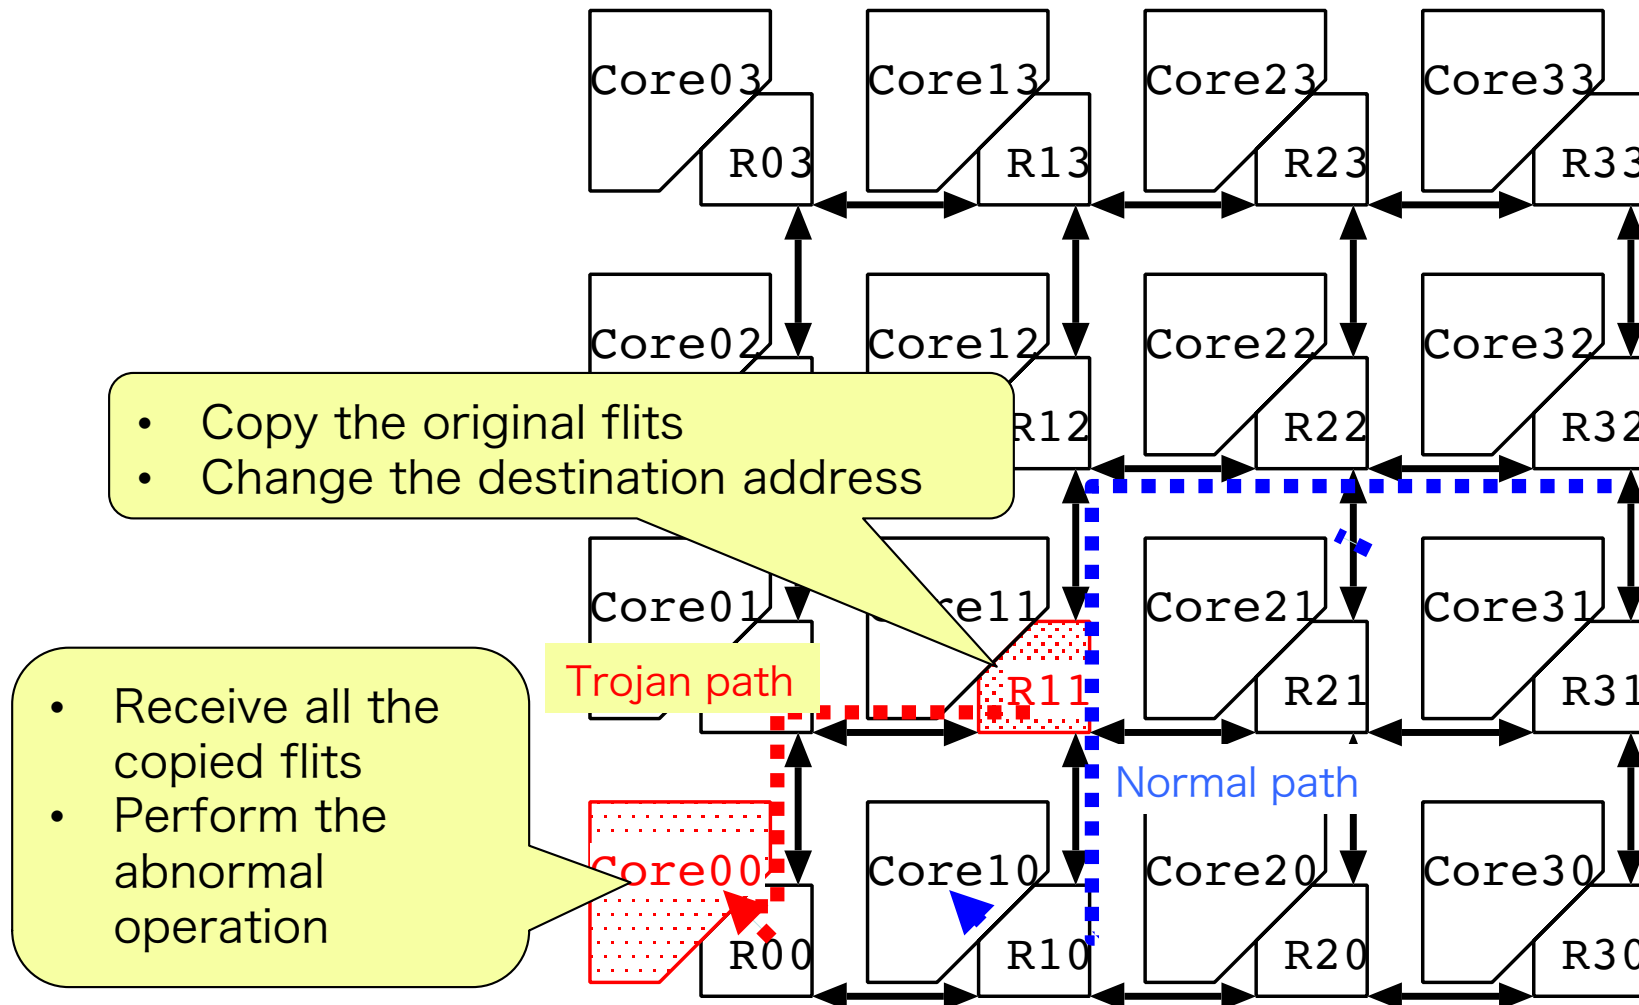 Core03 Core13 Core23 Core33
R03 R13 R23 R33
Core02 Core12 Core22 Core32
• Copy the original flits
• Change the destination address
R12 R22 R32
Core01 re11 Core21 Core31
Trojan path
R11 R21 R31
• Receive all the
copied flits
• Perform the
abnormal
operation
Normal path
Core00 Core10 Core20 Core30
R00 R10 R20 R30